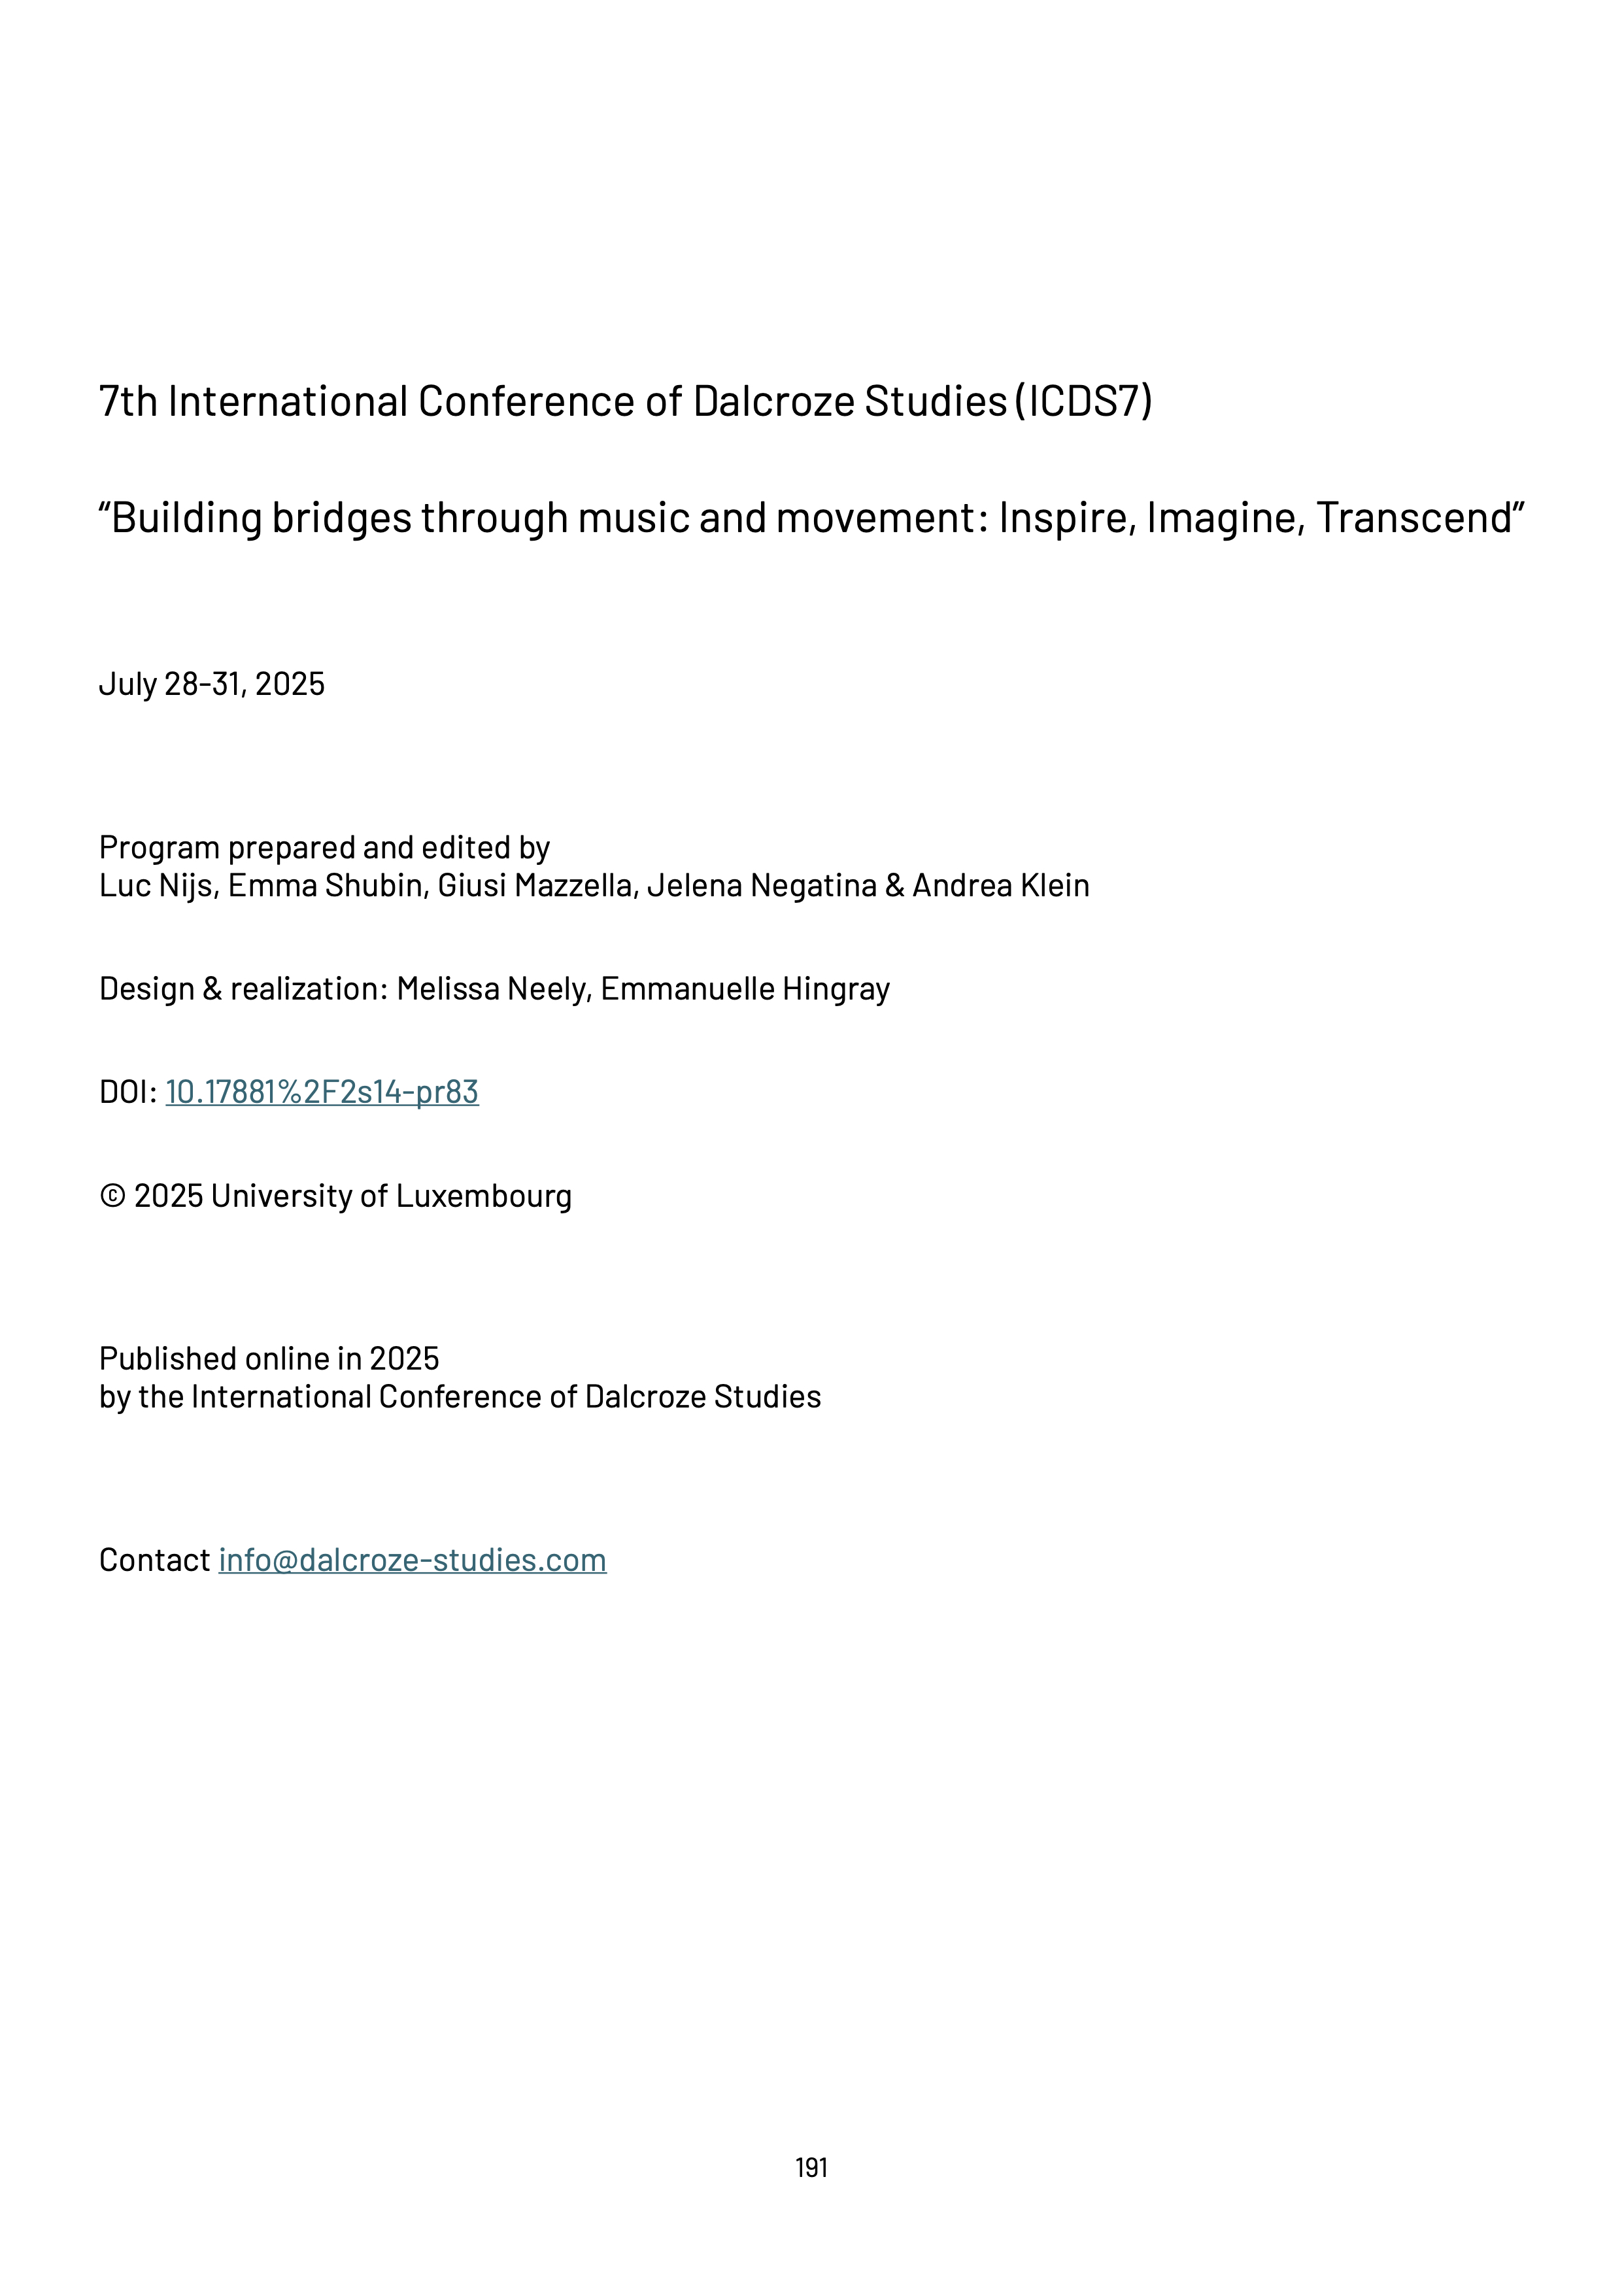 7th International Conference of Dalcroze Studies (ICDS7)
“Building bridges through music and movement: Inspire, Imagine, Transcend”
July 28-31, 2025
Program prepared and edited by
Luc Nijs, Emma Shubin, Giusi Mazzella, Jelena Negatina & Andrea Klein
Design & realization: Melissa Neely, Emmanuelle Hingray
DOI: 10.17881%2F2s14-pr83
© 2025 University of Luxembourg
Published online in 2025
by the International Conference of Dalcroze Studies
Contact info@dalcroze-studies.com
191